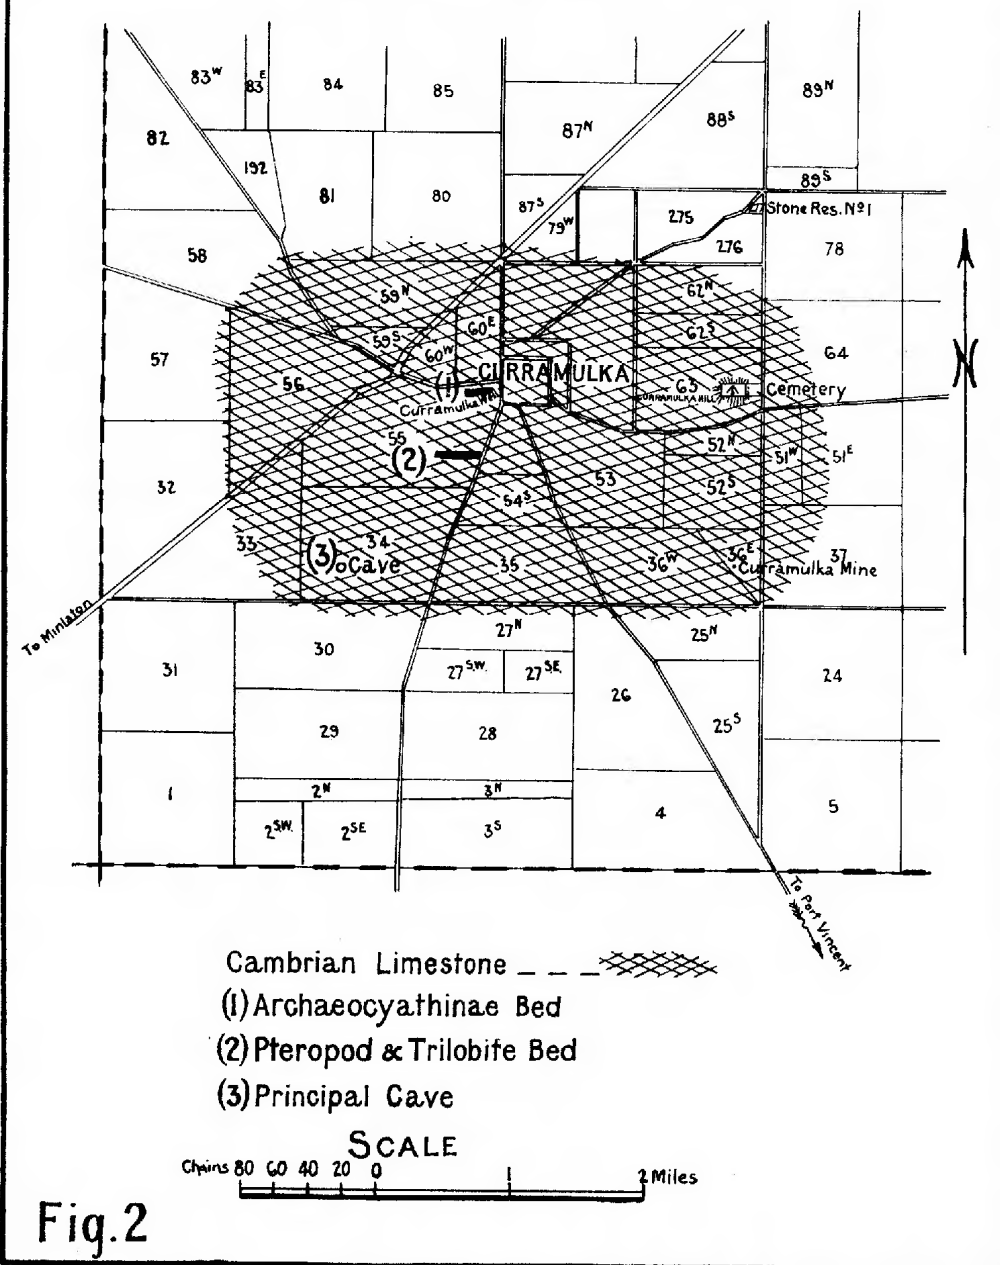 83W 83E 84 85 89N
82 87N 88S
192 81 80 87S 79W 89S
275 Stone Res. No 1
58 276 78
59N 62N
59S 60W 60E 62S
57 56 64
CURRAMULKA
(1) 63 Cemetery
Curramulka Hill CURRAMULKA HILL
55 (2) 52N 51W 51E
32 53 52S
54S
33 (3) Cave 34 35 36W 36E 37
Curramulka Mine
To Minlaton
31 30 27N 25N
27S.W. 27S.E. 26 24
29 28 25S
1 2N 3N 4 5
2S.W. 2SE 3S
To Port Vincent
N
Cambrian Limestone
(1) Archaeocyathinae Bed
(2) Pteropod & Trilobite Bed
(3) Principal Cave
SCALE
Chains 80 60 40 20 0 1 2 Miles
Fig. 2